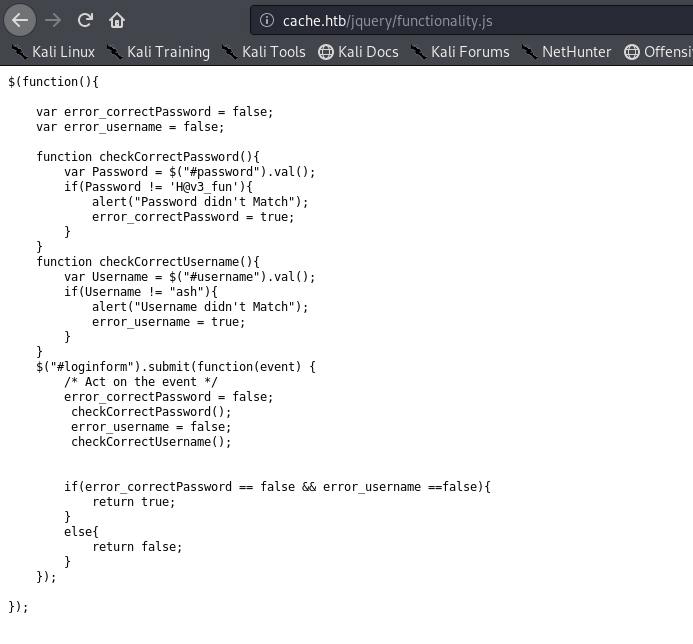 cache.htb/jquery/functionality.js
Kali Linux Kali Training Kali Tools Kali Docs Kali Forums NetHunter Offensi
$(function(){

    var error_correctPassword = false;
    var error_username = false;

    function checkCorrectPassword(){
        var Password = $("#password").val();
        if(Password != 'H@v3_fun'){
            alert("Password didn't Match");
            error_correctPassword = true;
        }
    }
    function checkCorrectUsername(){
        var Username = $("#username").val();
        if(Username != "ash"){
            alert("Username didn't Match");
            error_username = true;
        }
    }
    $("#loginform").submit(function(event) {
        /* Act on the event */
        error_correctPassword = false;
         checkCorrectPassword();
         error_username = false;
         checkCorrectUsername();


        if(error_correctPassword == false && error_username ==false){
            return true;
        }
        else{
            return false;
        }
    });

});